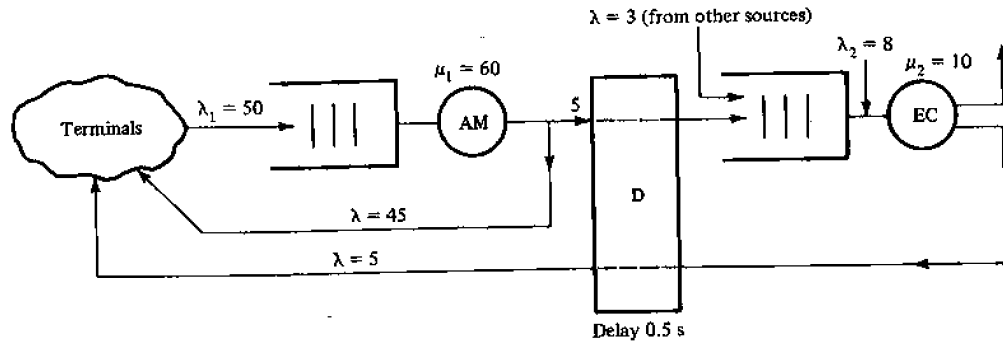 λ = 3 (from other sources)
λ₂ = 8
μ₁ = 60
μ₂ = 10
λ₁ = 50
5
Terminals
AM
EC
D
λ = 45
λ = 5
Delay 0.5 s